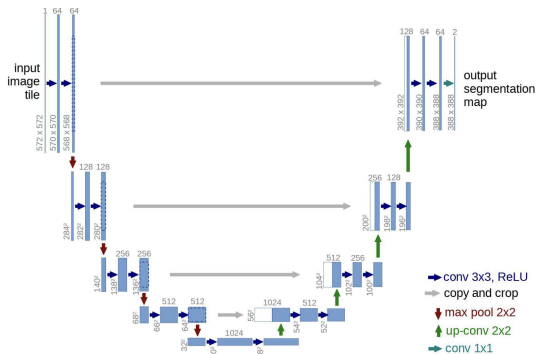 1 64 64
128 64 64 2
input
image
tile
output
segmentation
map
572 x 572
570 x 570
568 x 568
392 x 392
390 x 390
388 x 388
388 x 388
128 128
256 128
284²
282²
280²
200²
198²
196²
256 256
512 256
140²
138²
136²
104²
102²
100²
512 512
1024 512
68²
66²
64²
56²
54²
52²
1024
32²
conv 3x3, ReLU
copy and crop
max pool 2x2
up-conv 2x2
conv 1x1